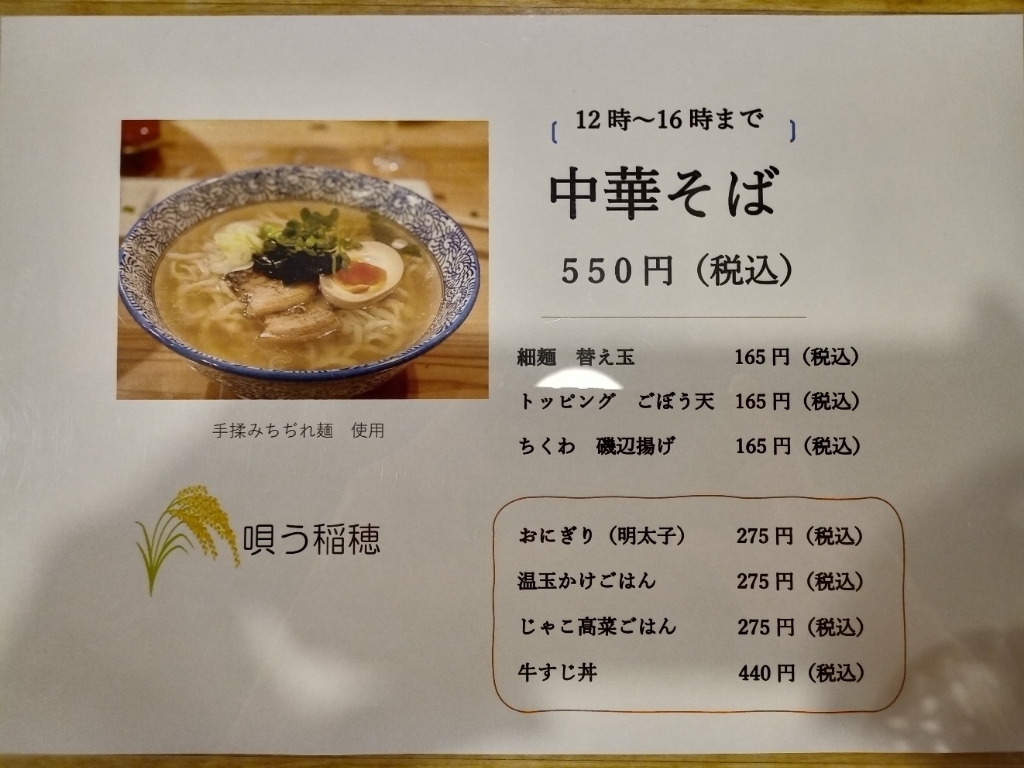 〔 12時～16時まで 〕
中華そば
550円（税込）
細麺　替え玉　165円（税込）
トッピング　ごぼう天　165円（税込）
ちくわ　磯辺揚げ　165円（税込）
手揉みちぢれ麺　使用
唄う稲穂
おにぎり（明太子）　275円（税込）
温玉かけごはん　275円（税込）
じゃこ高菜ごはん　275円（税込）
牛すじ丼　440円（税込）